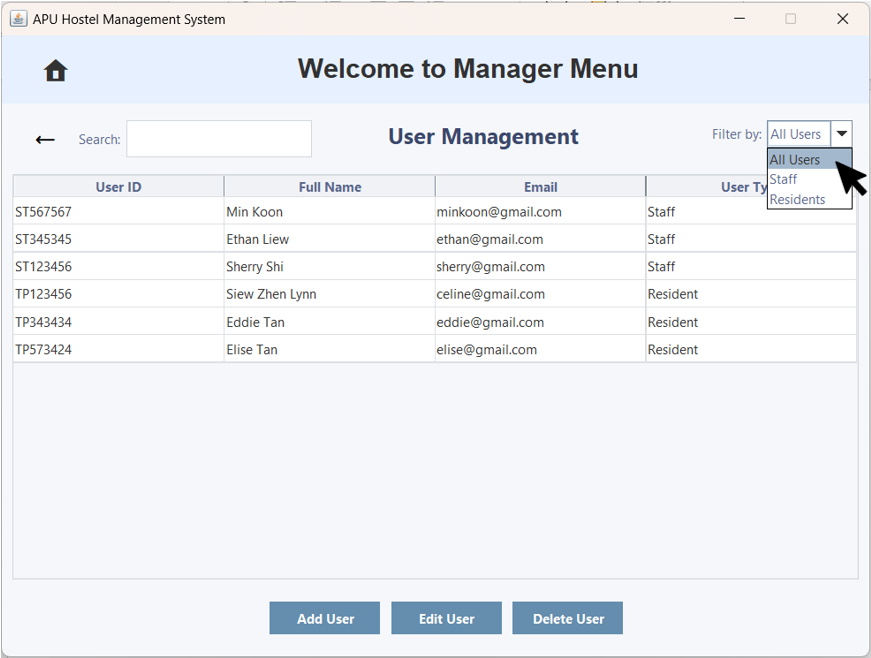 APU Hostel Management System
Welcome to Manager Menu
Search:
User Management
Filter by: All Users
All Users
Staff
Residents
User ID Full Name Email User Ty
ST567567 Min Koon minkoon@gmail.com Staff
ST345345 Ethan Liew ethan@gmail.com Staff
ST123456 Sherry Shi sherry@gmail.com Staff
TP123456 Siew Zhen Lynn celine@gmail.com Resident
TP343434 Eddie Tan eddie@gmail.com Resident
TP573424 Elise Tan elise@gmail.com Resident
Add User Edit User Delete User